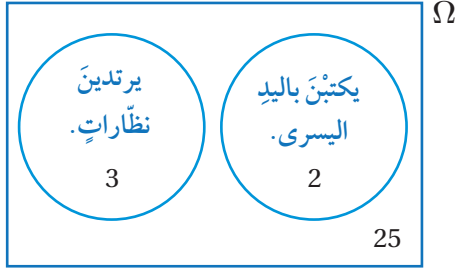 Ω
يكتبْنَ باليدِ
اليسرى.
2
يرتدينَ
نظّاراتٍ.
3
25